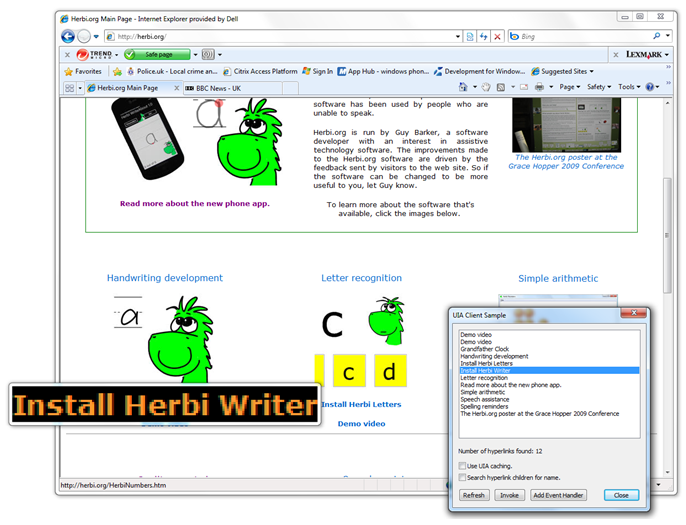 Herbi.org Main Page - Internet Explorer provided by Dell
http://herbi.org/
Bing
TREND MICRO
Safe page
LEXMARK
Favorites
Police.uk - Local crime an...
Citrix Access Platform
Sign In
App Hub - windows phon...
Development for Window...
Suggested Sites
Herbi.org Main Page
BBC News - UK
Page
Safety
Tools
software has been used by people who are
unable to speak.
Herbi.org is run by Guy Barker, a software
developer with an interest in assistive
technology software. The improvements made
to the Herbi.org software are driven by the
feedback sent by visitors to the web site. So if
the software can be changed to be more
useful to you, let Guy know.
To learn more about the software that's
available, click the images below.
a
Read more about the new phone app.
The Herbi.org poster at the
Grace Hopper 2009 Conference
Handwriting development
Letter recognition
Simple arithmetic
a
c
c d
Install Herbi Writer
Install Herbi Letters
Demo video
Demo video
http://herbi.org/HerbiNumbers.htm
UIA Client Sample
Demo video
Demo video
Grandfather Clock
Handwriting development
Install Herbi Letters
Install Herbi Writer
Letter recognition
Read more about the new phone app.
Simple arithmetic
Speech assistance
Spelling reminders
The Herbi.org poster at the Grace Hopper 2009 Conference
Number of hyperlinks found: 12
Use UIA caching.
Search hyperlink children for name.
Refresh
Invoke
Add Event Handler
Close